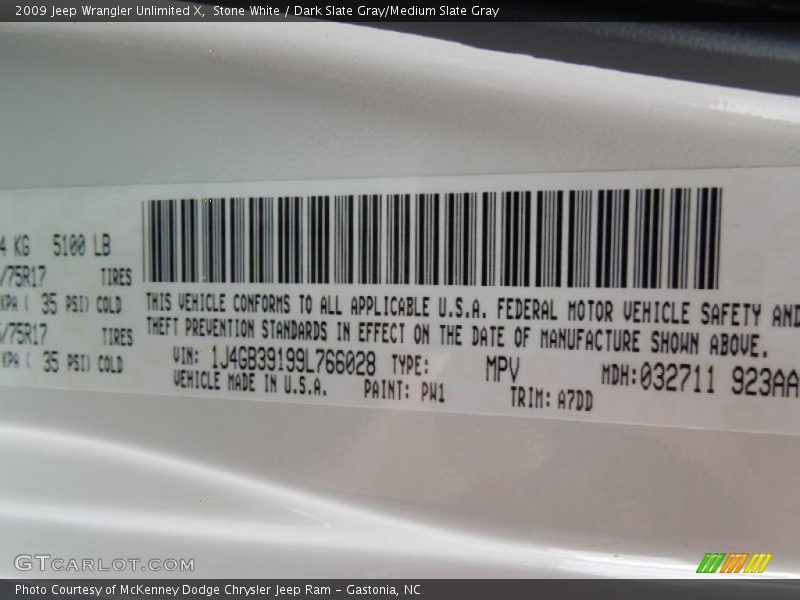 2009 Jeep Wrangler Unlimited X, Stone White / Dark Slate Gray/Medium Slate Gray
4 KG 5100 LB
/75R17 TIRES
KPA ( 35 PSI) COLD
/75R17 TIRES
KPA ( 35 PSI) COLD
THIS VEHICLE CONFORMS TO ALL APPLICABLE U.S.A. FEDERAL MOTOR VEHICLE SAFETY AND
THEFT PREVENTION STANDARDS IN EFFECT ON THE DATE OF MANUFACTURE SHOWN ABOVE.
VIN: 1J4GB39199L766028 TYPE: MPV MDH:032711 923AA
VEHICLE MADE IN U.S.A. PAINT: PW1 TRIM: A7DD
GTCARLOT.COM
Photo Courtesy of McKenney Dodge Chrysler Jeep Ram - Gastonia, NC